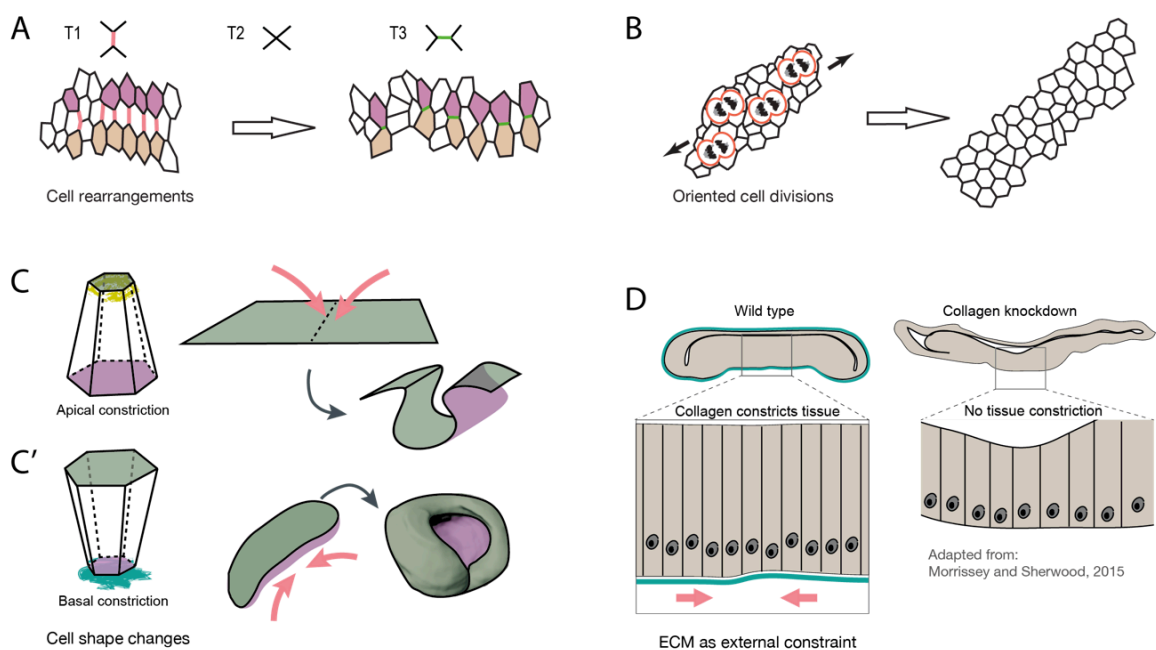 A
T1
T2
T3
Cell rearrangements
B
Oriented cell divisions
C
Apical constriction
C'
Basal constriction
Cell shape changes
D
Wild type
Collagen knockdown
Collagen constricts tissue
No tissue constriction
Adapted from:
Morrissey and Sherwood, 2015
ECM as external constraint